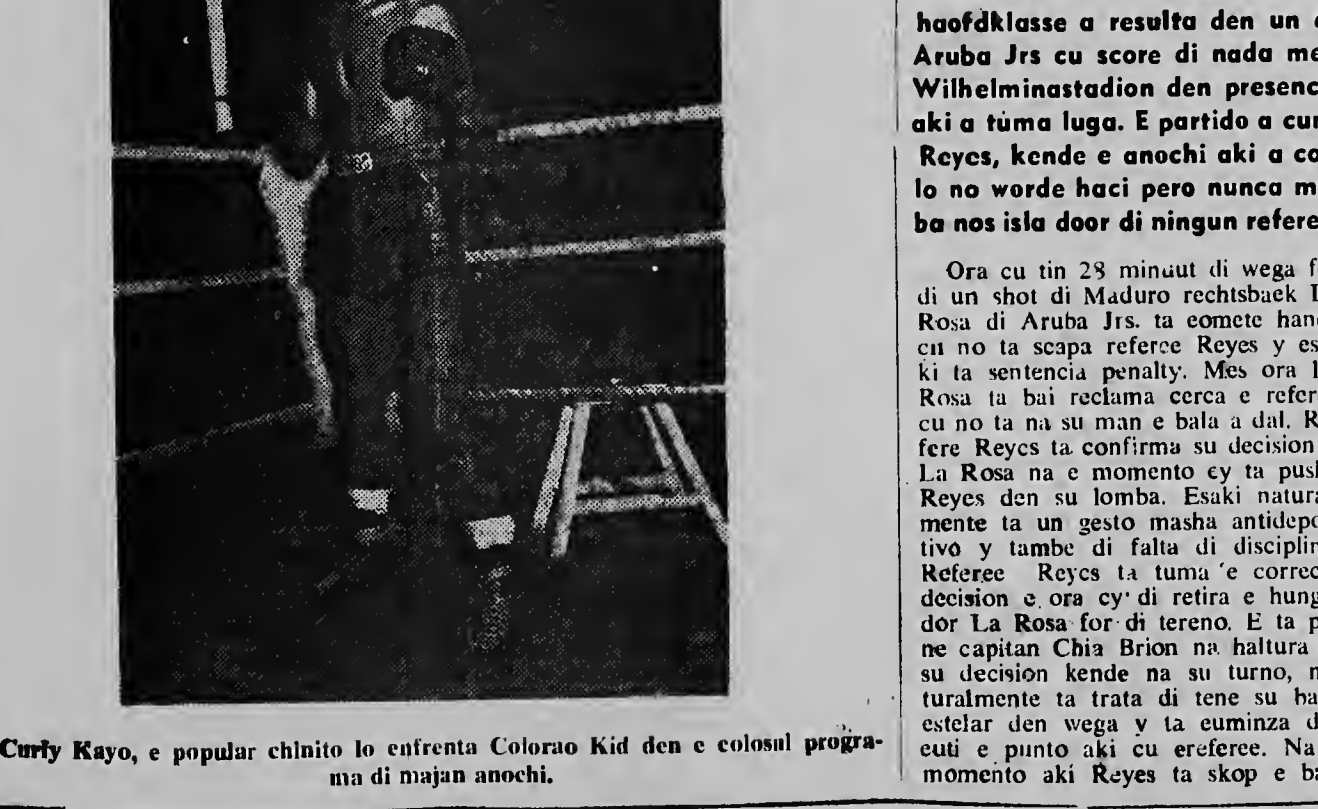 Curly Kayo, e popular chinito lo enfrenta Colorao Kid den e colosul progra-
ma di majan anochi.
haofdklasse a resulta den un
Aruba Jrs cu score di nada me
Wilhelminastadion den presenc
aki a tuma luga. E partido a cu
Reyes, kende e anochi aki a co
lo no worde haci pero nunca m
ba nos isla door di ningun refere
Ora cu tin 28 minuut di wega f
di un shot di Maduro rechtsback
Rosa di Aruba Jrs. ta comete han
cu no ta scapa referee Reyes y es
ki ta sentencia penalty. Mes ora
Rosa ta bai reclama cerca e refer
cu no ta na su man e bala a dal. R
fere Reyes ta confirma su decision
La Rosa na e momento ey ta push
Reyes den su lomba. Esaki natura
mente ta un gesto masha antidepo
tivo y tambe di falta di disciplin
Referee Reyes ta tuma 'e correc
decision e ora cy di retira e hung
dor La Rosa for di tereno. E ta p
ne capitan Chia Brion na haltura
su decision kende na su turno, n
turalmente ta trata di tene su ba
estelar den wega y ta cuminza d
cuti e punto aki cu ereferee. Na
momento aki Reyes ta skop e ba